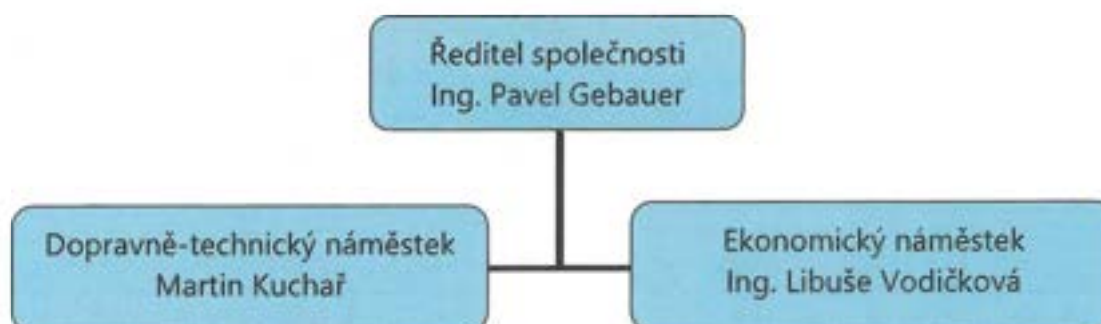 Ředitel společnosti
Ing. Pavel Gebauer
Dopravně-technický náměstek
Martin Kuchař
Ekonomický náměstek
Ing. Libuše Vodičková